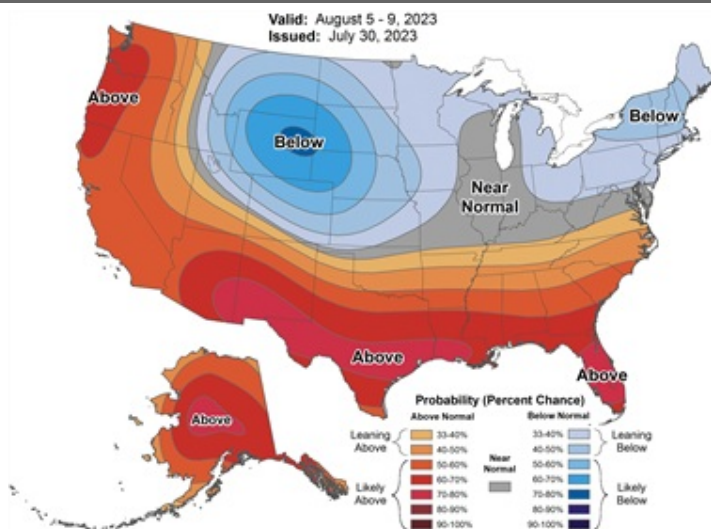 Valid: August 5 - 9, 2023
Issued: July 30, 2023
Above
Below
Below
Near
Normal
Above
Above
Above
Probability (Percent Chance)
Above Normal
Below Normal
Leaning
Above
33-40%
40-50%
Likely
Above
50-60%
60-70%
70-80%
80-90%
90-100%
Near
Normal
33-40%
40-50%
Leaning
Below
50-60%
60-70%
70-80%
80-90%
90-100%
Likely
Below